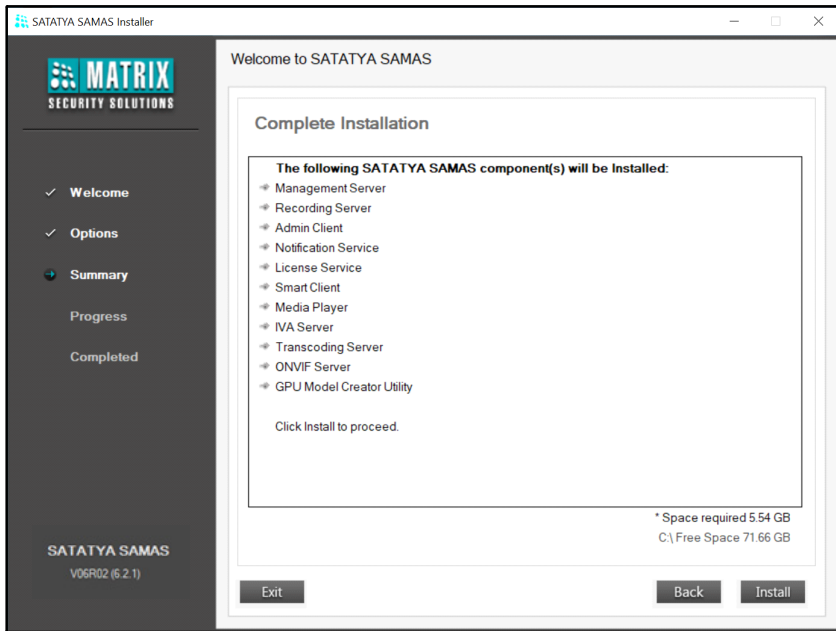 SATATYA SAMAS Installer
MATRIX
SECURITY SOLUTIONS
Welcome
Options
Summary
Progress
Completed
SATATYA SAMAS
V06R02 (6.2.1)
Welcome to SATATYA SAMAS
Complete Installation
The following SATATYA SAMAS component(s) will be Installed:
Management Server
Recording Server
Admin Client
Notification Service
License Service
Smart Client
Media Player
IVA Server
Transcoding Server
ONVIF Server
GPU Model Creator Utility
Click Install to proceed.
* Space required 5.54 GB
C:\ Free Space 71.66 GB
Exit
Back
Install